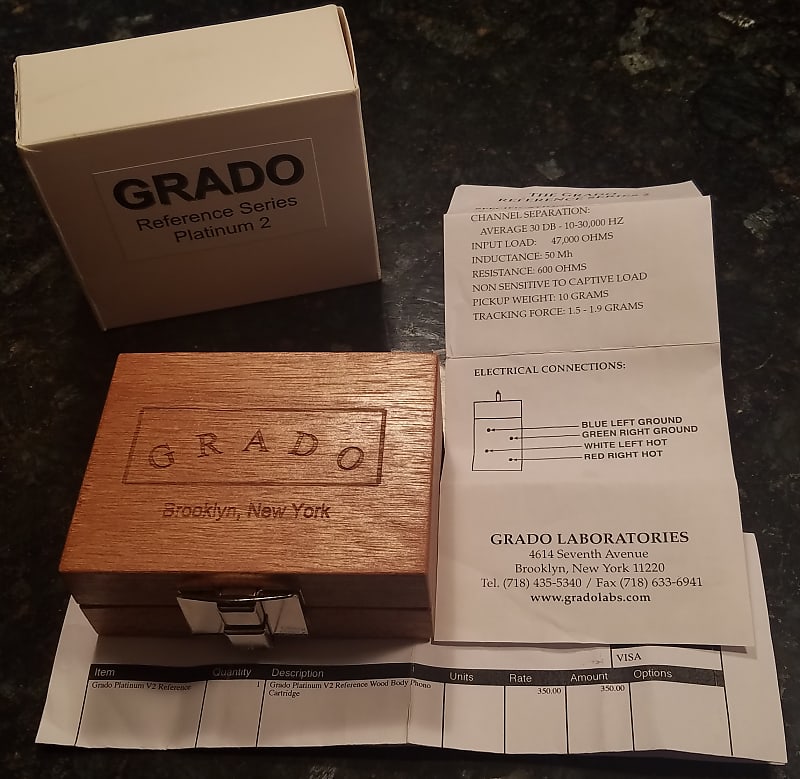 GRADO
Reference Series
Platinum 2
THE GRADO
REFERENCE SERIES 2
CHANNEL SEPARATION:
AVERAGE 30 DB - 10-30,000 HZ
INPUT LOAD: 47,000 OHMS
INDUCTANCE: 50 Mh
RESISTANCE: 600 OHMS
NON SENSITIVE TO CAPTIVE LOAD
PICKUP WEIGHT: 10 GRAMS
TRACKING FORCE: 1.5 - 1.9 GRAMS
ELECTRICAL CONNECTIONS:
BLUE LEFT GROUND
GREEN RIGHT GROUND
WHITE LEFT HOT
RED RIGHT HOT
GRADO LABORATORIES
4614 Seventh Avenue
Brooklyn, New York 11220
Tel. (718) 435-5340 / Fax (718) 633-6941
www.gradolabs.com
GRADO
Brooklyn, New York
VISA
Item Quantity Description Units Rate Amount Options
Grado Platinum V2 Reference 1 Grado Platinum V2 Reference Wood Body Phono 350.00 350.00
Cartridge